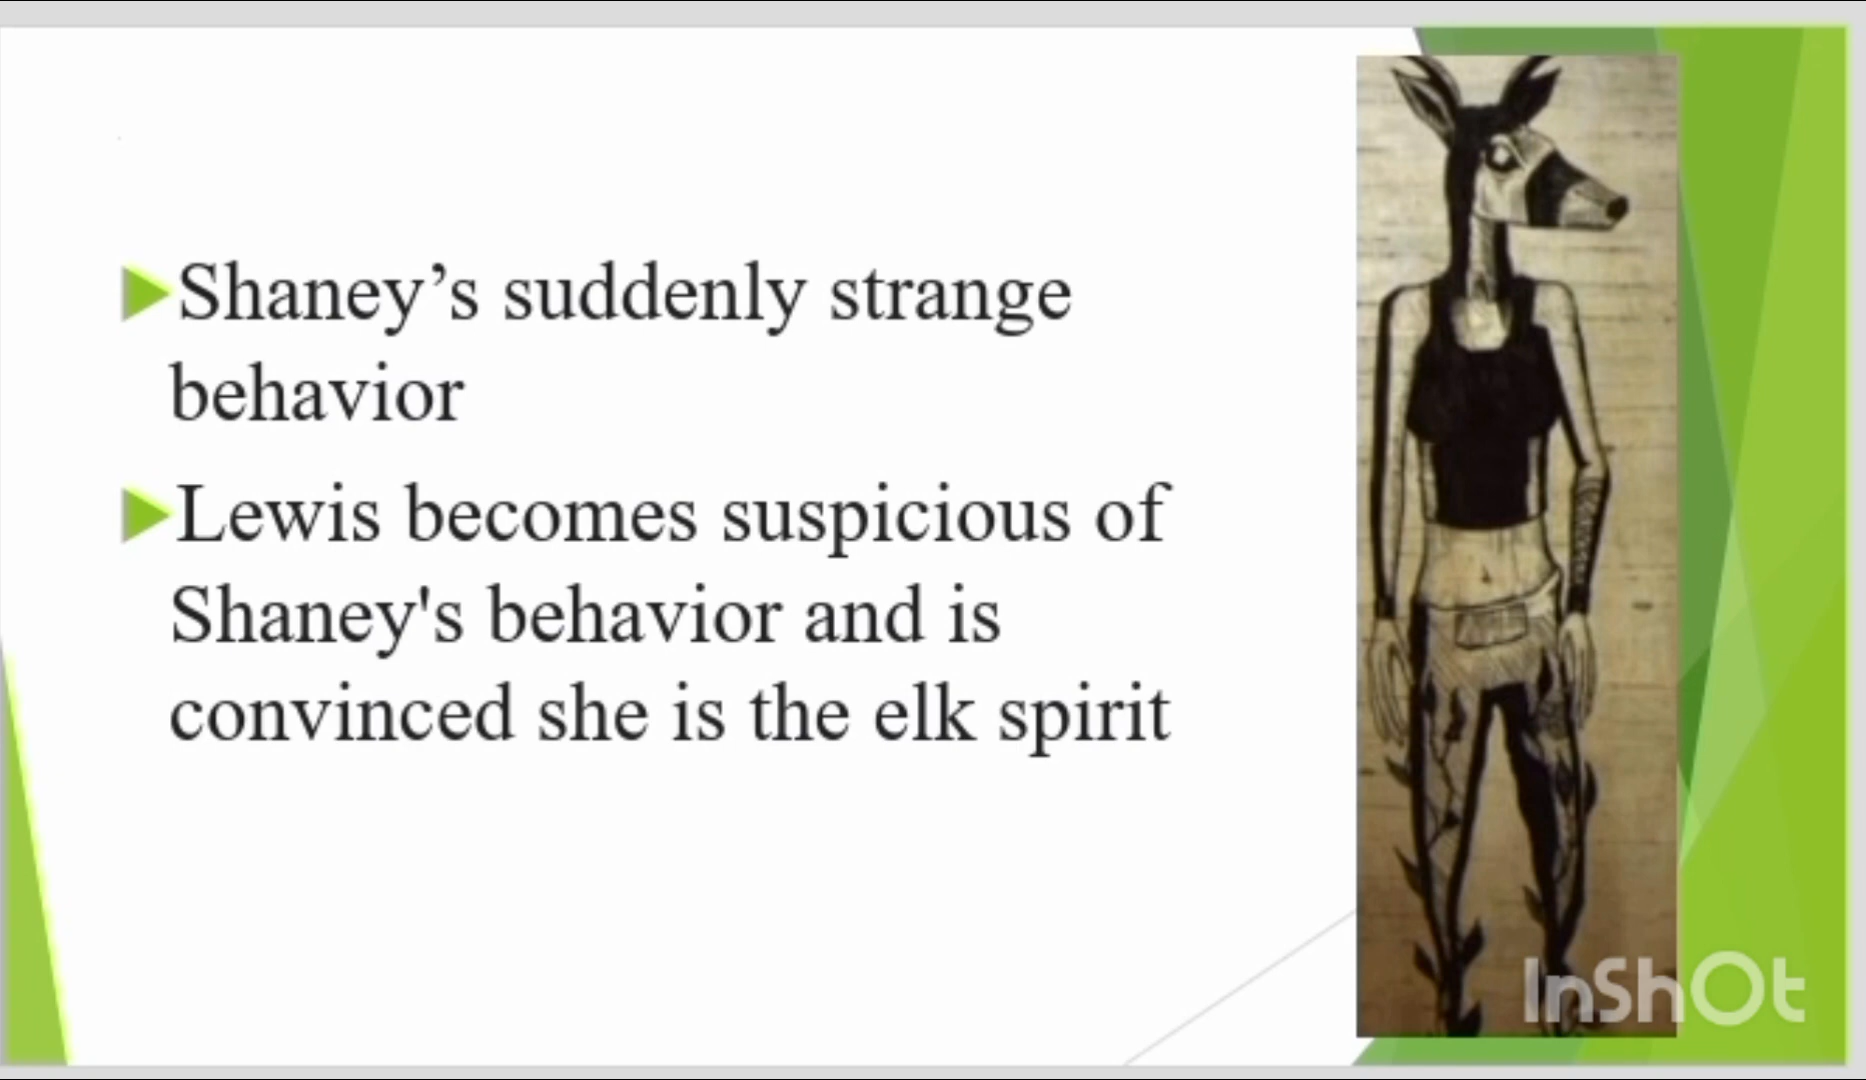 Shaney’s suddenly strange
behavior
Lewis becomes suspicious of
Shaney's behavior and is
convinced she is the elk spirit
InShOt